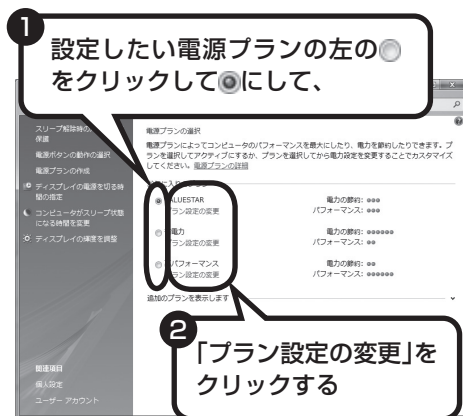 1
設定したい電源プランの左の
をクリックして にして、
スリープ解除時の
保護
電源ボタンの動作の選択
電源プランの作成
ディスプレイの電源を切る時
間の指定
コンピュータがスリープ状態
になる時間を変更
ディスプレイの輝度を調整
関連項目
個人設定
ユーザー アカウント
電源プランの選択
電源プランによってコンピュータのパフォーマンスを最大にしたり、電力を節約したりできます。プ
ランを選択してアクティブにするか、プランを選択してから電力設定を変更することでカスタマイズ
してください。電源プランの詳細
ALUESTAR
電力の節約:
プラン設定の変更
パフォーマンス:
電力
電力の節約:
プラン設定の変更
パフォーマンス:
パフォーマンス
電力の節約:
プラン設定の変更
パフォーマンス:
追加のプランを表示します
2
「プラン設定の変更」を
クリックする